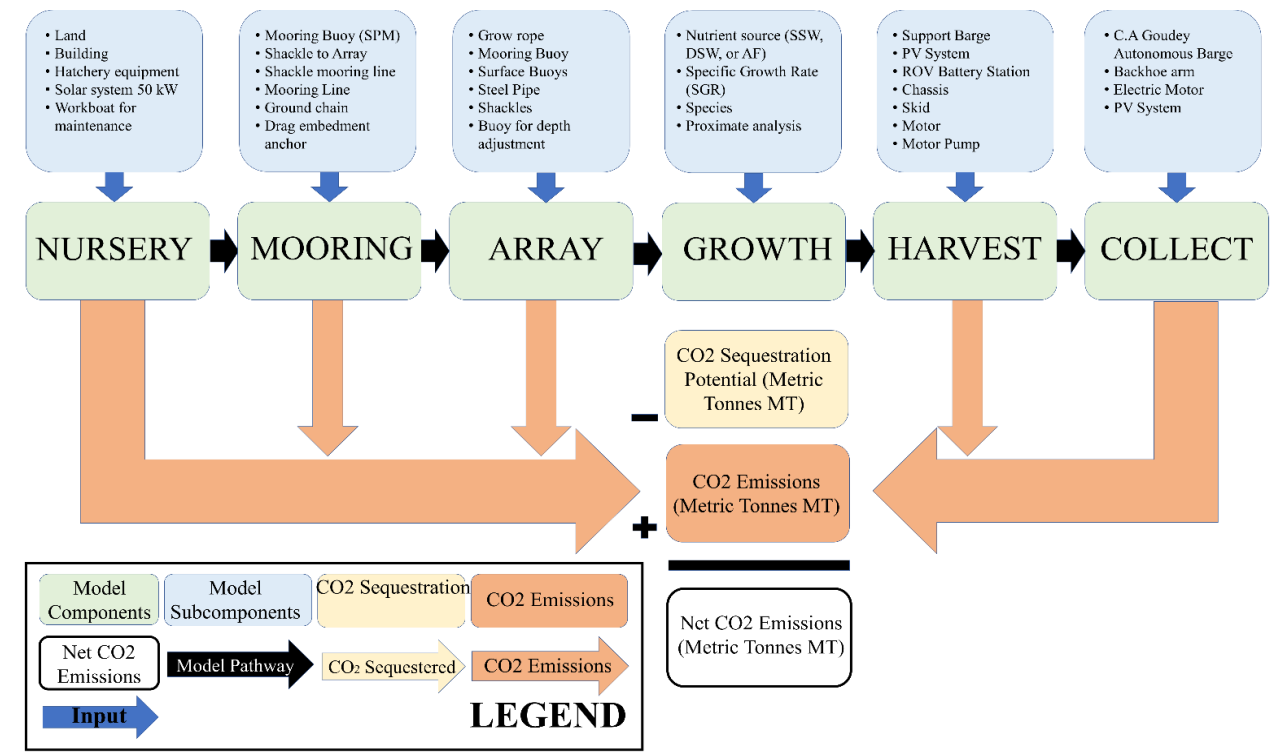 • Land
• Building
• Hatchery equipment
• Solar system 50 kW
• Workboat for
maintenance
• Mooring Buoy (SPM)
• Shackle to Array
• Shackle mooring line
• Mooring Line
• Ground chain
• Drag embedment
anchor
• Grow rope
• Mooring Buoy
• Surface Buoys
• Steel Pipe
• Shackles
• Buoy for depth
adjustment
• Nutrient source (SSW,
DSW, or AF)
• Specific Growth Rate
(SGR)
• Species
• Proximate analysis
• Support Barge
• PV System
• ROV Battery Station
• Chassis
• Skid
• Motor
• Motor Pump
• C.A Goudey
Autonomous Barge
• Backhoe arm
• Electric Motor
• PV System
NURSERY
MOORING
ARRAY
GROWTH
HARVEST
COLLECT
CO2 Sequestration
Potential (Metric
Tonnes MT)
−
CO2 Emissions
(Metric Tonnes MT)
+
Net CO2 Emissions
(Metric Tonnes MT)
Model
Components
Model
Subcomponents
CO2 Sequestration
CO2 Emissions
Net CO2
Emissions
Model Pathway
CO₂ Sequestered
CO2 Emissions
Input
LEGEND